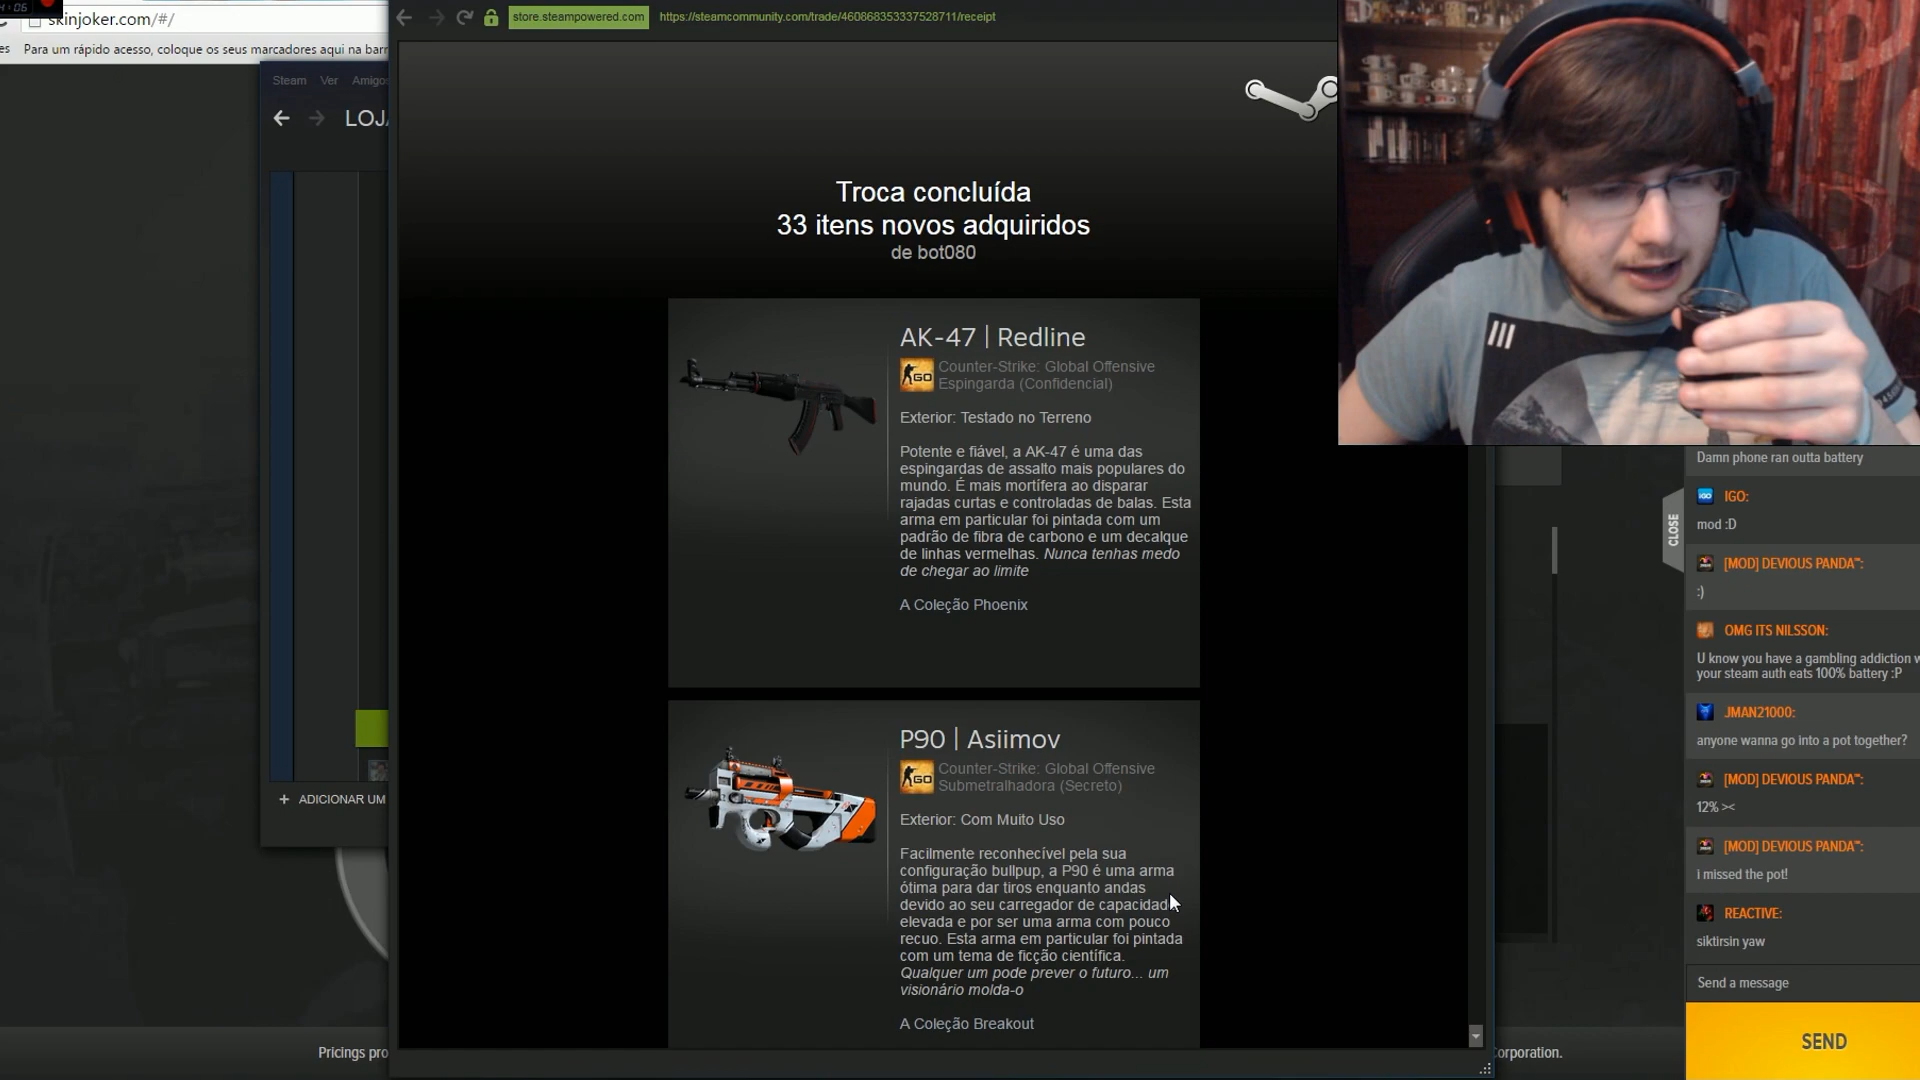 skinjoker.com/#/
Para um rápido acesso, coloque os seus marcadores aqui na barr
Steam Ver Amigos
LOJA
ADICIONAR UM
Pricings pro
store.steampowered.com https://steamcommunity.com/trade/460868353337528711/receipt
Troca concluída
33 itens novos adquiridos
de bot080
AK-47 | Redline
GO
Counter-Strike: Global Offensive
Espingarda (Confidencial)
Exterior: Testado no Terreno
Potente e fiável, a AK-47 é uma das
espingardas de assalto mais populares do
mundo. É mais mortífera ao disparar
rajadas curtas e controladas de balas. Esta
arma em particular foi pintada com um
padrão de fibra de carbono e um decalque
de linhas vermelhas. Nunca tenhas medo
de chegar ao limite
A Coleção Phoenix
P90 | Asiimov
GO
Counter-Strike: Global Offensive
Submetralhadora (Secreto)
Exterior: Com Muito Uso
Facilmente reconhecível pela sua
configuração bullpup, a P90 é uma arma
ótima para dar tiros enquanto andas
devido ao seu carregador de capacidade
elevada e por ser uma arma com pouco
recuo. Esta arma em particular foi pintada
com um tema de ficção científica.
Qualquer um pode prever o futuro... um
visionário molda-o
A Coleção Breakout
orporation.
CLOSE
Damn phone ran outta battery
IGO:
mod :D
[MOD] DEVIOUS PANDA™:
:)
OMG ITS NILSSON:
U know you have a gambling addiction w
your steam auth eats 100% battery :P
JMAN21000:
anyone wanna go into a pot together?
[MOD] DEVIOUS PANDA™:
12% ><
[MOD] DEVIOUS PANDA™:
i missed the pot!
REACTIVE:
siktirsin yaw
Send a message
SEND